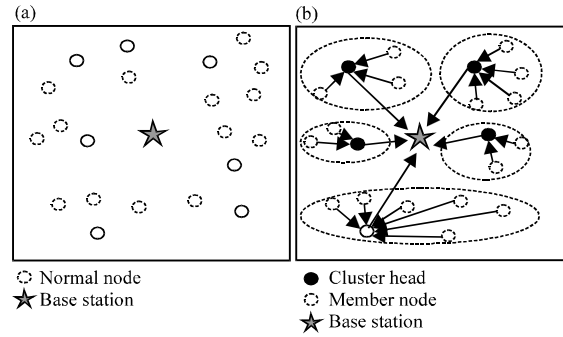 (a)
(b)
Normal node
Base station
Cluster head
Member node
Base station